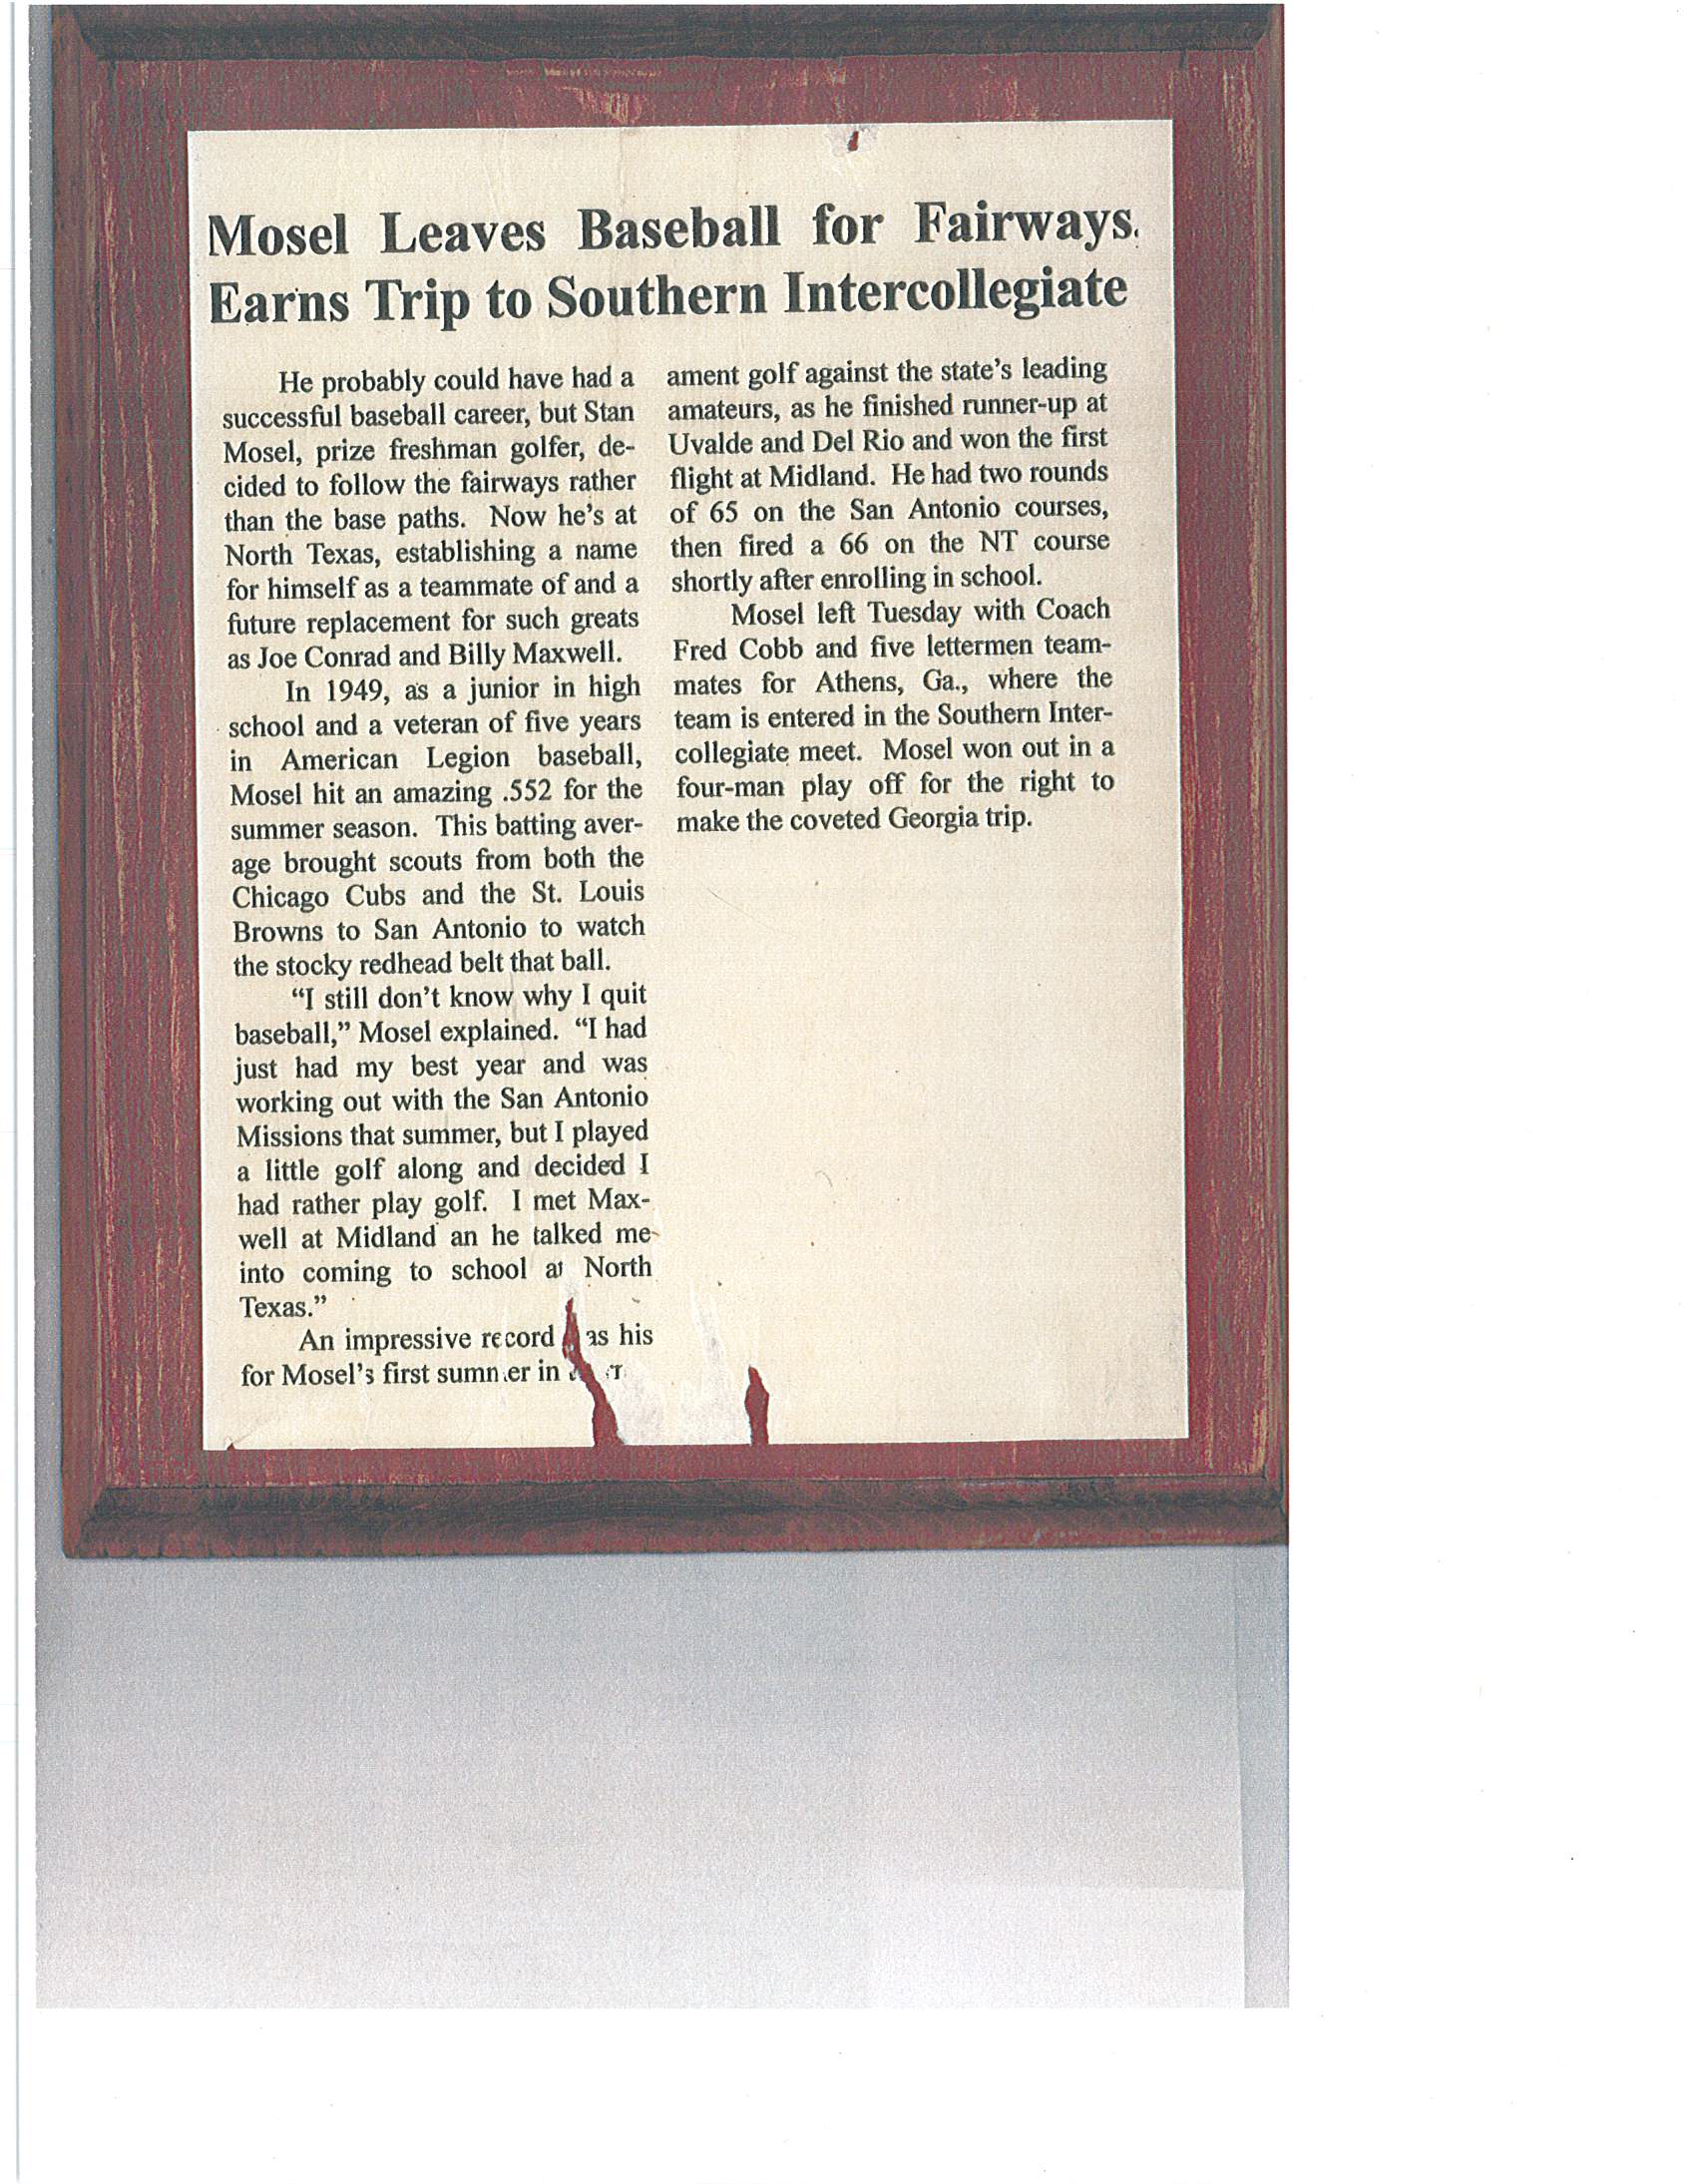 Mosel Leaves Baseball for Fairways.
Earns Trip to Southern Intercollegiate
He probably could have had a
successful baseball career, but Stan
Mosel, prize freshman golfer, de-
cided to follow the fairways rather
than the base paths. Now he's at
North Texas, establishing a name
for himself as a teammate of and a
future replacement for such greats
as Joe Conrad and Billy Maxwell.
In 1949, as a junior in high
school and a veteran of five years
in American Legion baseball,
Mosel hit an amazing .552 for the
summer season. This batting aver-
age brought scouts from both the
Chicago Cubs and the St. Louis
Browns to San Antonio to watch
the stocky redhead belt that ball.
“I still don't know why I quit
baseball,” Mosel explained. “I had
just had my best year and was
working out with the San Antonio
Missions that summer, but I played
a little golf along and decided I
had rather play golf. I met Max-
well at Midland an he talked me
into coming to school at North
Texas.”
An impressive record his
for Mosel's first summer in
ament golf against the state's leading
amateurs, as he finished runner-up at
Uvalde and Del Rio and won the first
flight at Midland. He had two rounds
of 65 on the San Antonio courses,
then fired a 66 on the NT course
shortly after enrolling in school.
Mosel left Tuesday with Coach
Fred Cobb and five lettermen team-
mates for Athens, Ga., where the
team is entered in the Southern Inter-
collegiate meet. Mosel won out in a
four-man play off for the right to
make the coveted Georgia trip.